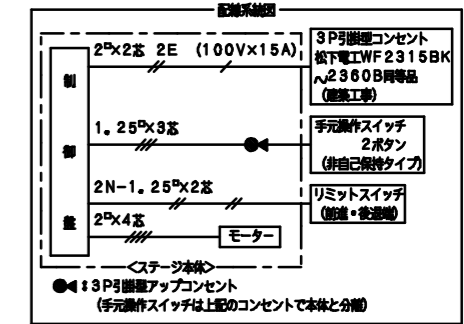 配線系統図
2□×2芯 2E (100V×15A)
3P引掛型コンセント
松下電工WF2315BK
～2360B同等品
(建築工事)
制御盤
1．25□×3芯
手元操作スイッチ
2ボタン
(非自己保持タイプ)
2N-1．25□×2芯
リミットスイッチ
(前進・後退端)
2□×4芯
モーター
<ステージ本体>
：3P引掛型アップコンセント
(手元操作スイッチは上記のコンセントで本体と分離)